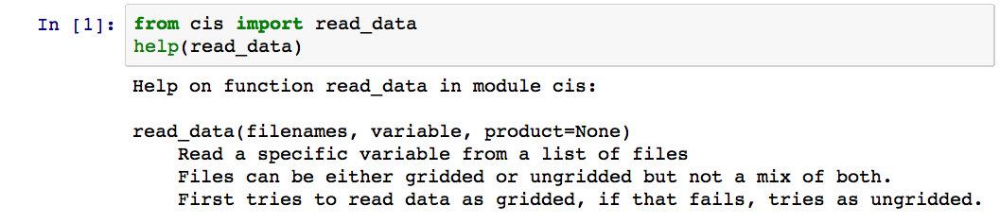 In [1]: from cis import read_data
help(read_data)
Help on function read_data in module cis:
read_data(filenames, variable, product=None)
Read a specific variable from a list of files
Files can be either gridded or ungridded but not a mix of both.
First tries to read data as gridded, if that fails, tries as ungridded.